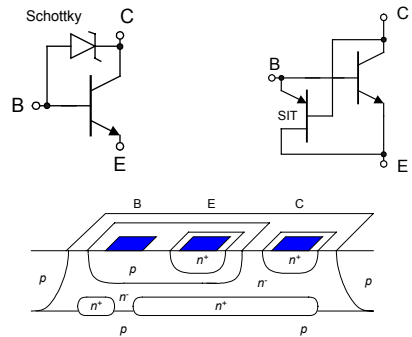 Schottky
C
B
E
C
B
SIT
E
B E C
p p n+ n+ p
n- n-
n+ n+
p p